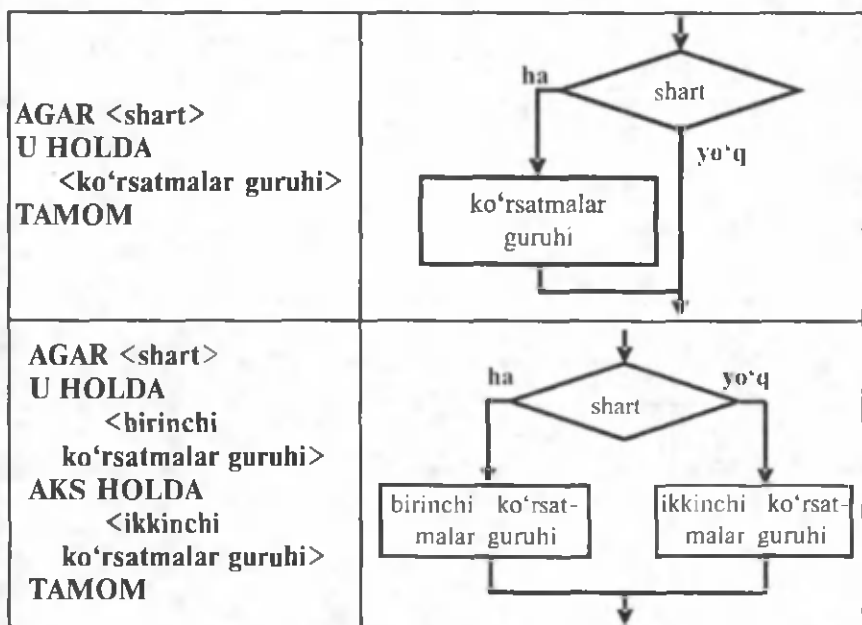 AGAR <shart>
U HOLDA
<ko‘rsatmalar guruhi>
TAMOM
ha
shart
yo‘q
ko‘rsatmalar
guruhi
AGAR <shart>
U HOLDA
<birinchi
ko‘rsatmalar guruhi>
AKS HOLDA
<ikkinchi
ko‘rsatmalar guruhi>
TAMOM
ha
yo‘q
shart
birinchi ko‘rsat-
malar guruhi
ikkinchi ko‘rsat-
malar guruhi